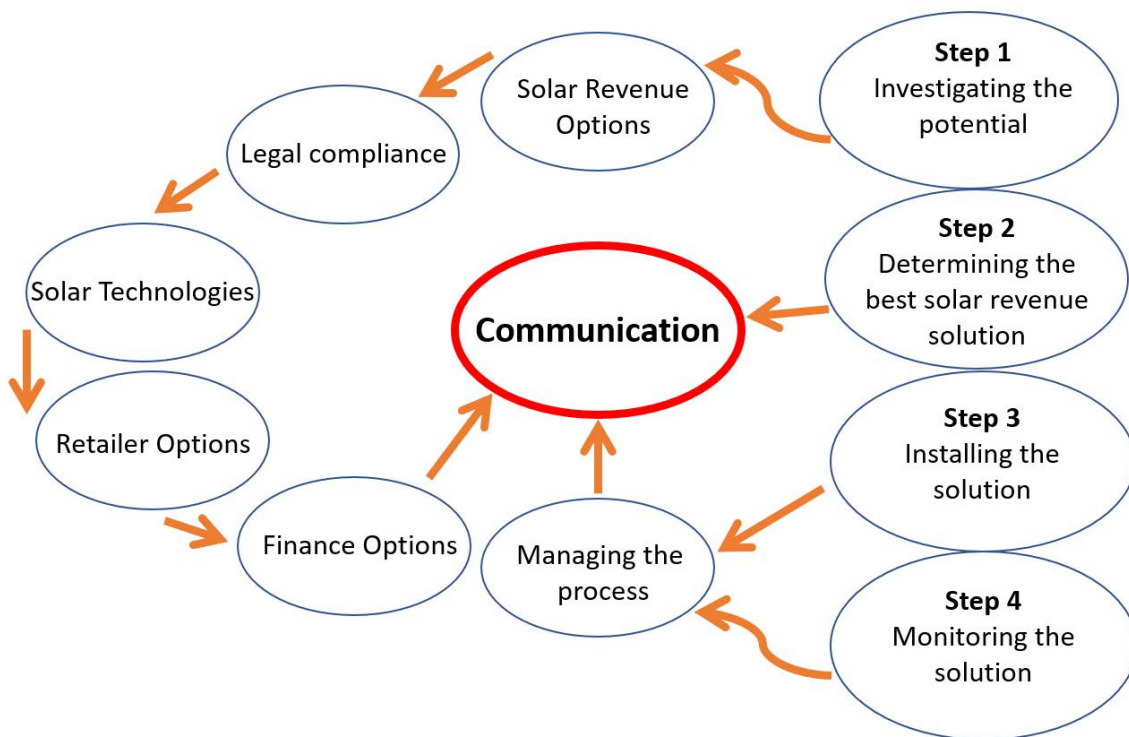 Step 1
Investigating the
potential
Solar Revenue
Options
Legal compliance
Solar Technologies
Retailer Options
Finance Options
Communication
Step 2
Determining the
best solar revenue
solution
Step 3
Installing the
solution
Managing the
process
Step 4
Monitoring the
solution